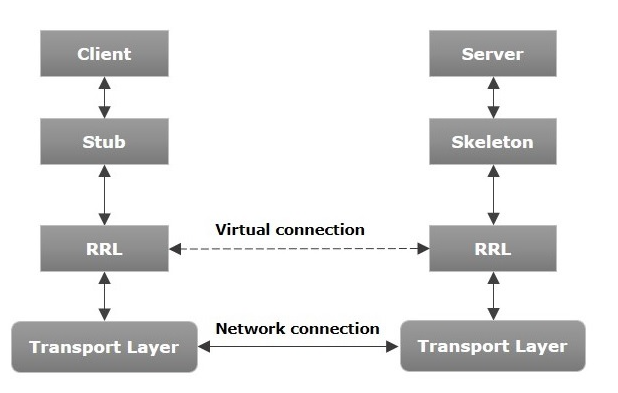 Client
Server
Stub
Skeleton
Virtual connection
RRL
RRL
Network connection
Transport Layer
Transport Layer